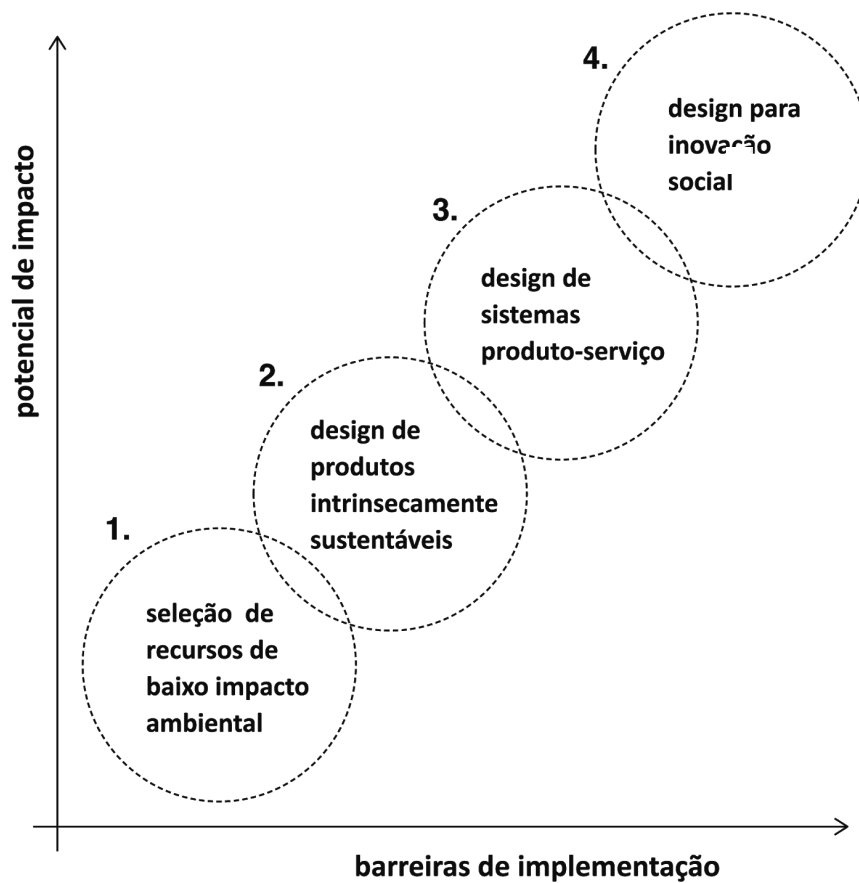 4.
design para
inovação
social
3.
design de
sistemas
produto-serviço
2.
design de
produtos
intrinsecamente
sustentáveis
1.
seleção de
recursos de
baixo impacto
ambiental
potencial de impacto
barreiras de implementação